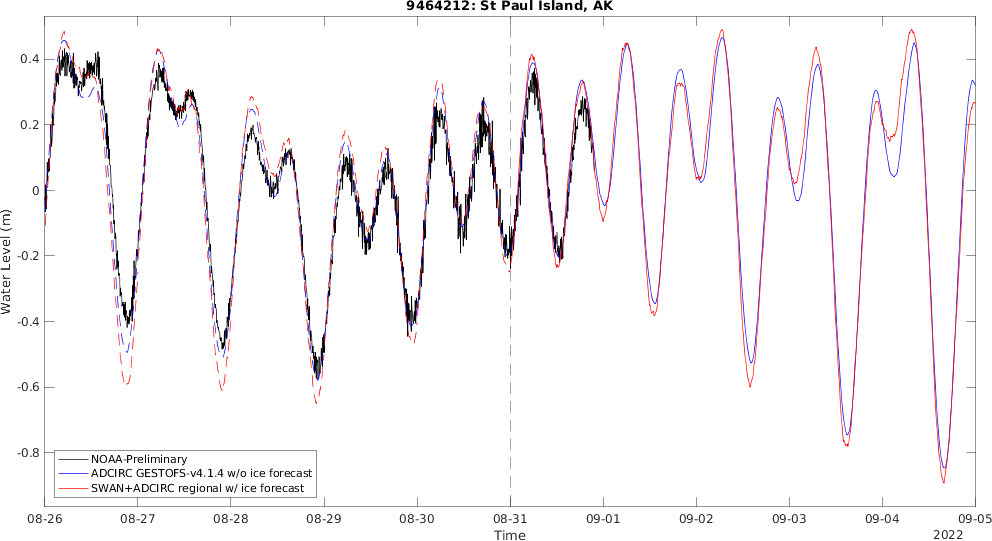 9464212: St Paul Island, AK
Water Level (m)
0.4
0.2
0
-0.2
-0.4
-0.6
-0.8
NOAA-Preliminary
ADCIRC GESTOFS-v4.1.4 w/o ice forecast
SWAN+ADCIRC regional w/ ice forecast
08-26 08-27 08-28 08-29 08-30 08-31 09-01 09-02 09-03 09-04 09-05
Time
2022